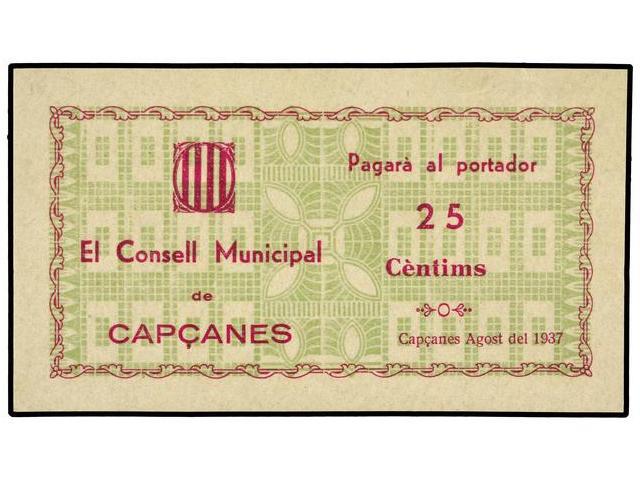 El Consell Municipal
de
CAPÇANES
Pagarà al portador
25
Cèntims
Capçanes Agost del 1937